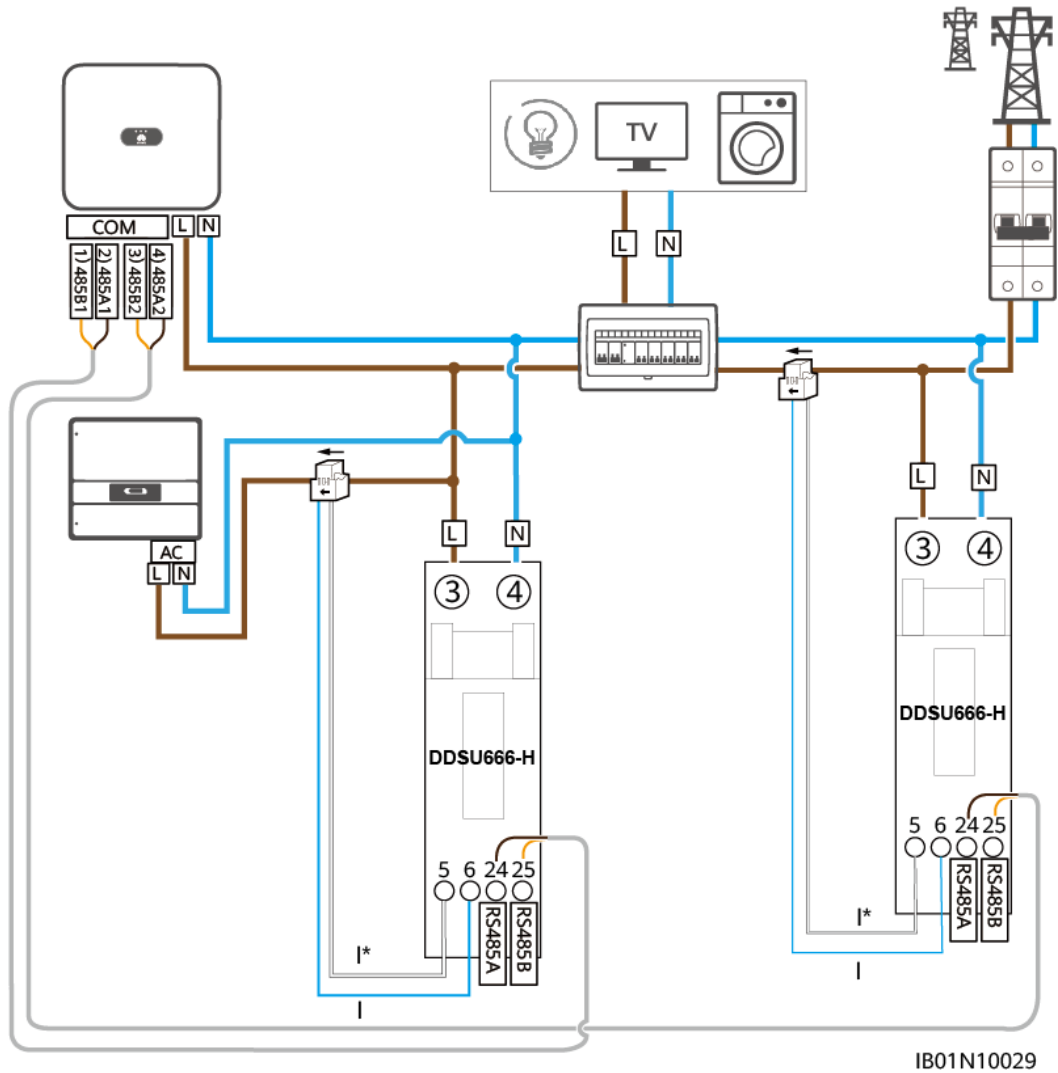 TV
COM
L
N
1) 485B1
2) 485A1
3) 485B2
4) 485A2
L
N
AC
L
N
L
N
3
4
DDSU666-H
5
6
24
25
RS485A
RS485B
I*
I
L
N
3
4
DDSU666-H
5
6
24
25
RS485A
RS485B
I*
I
IB01N10029